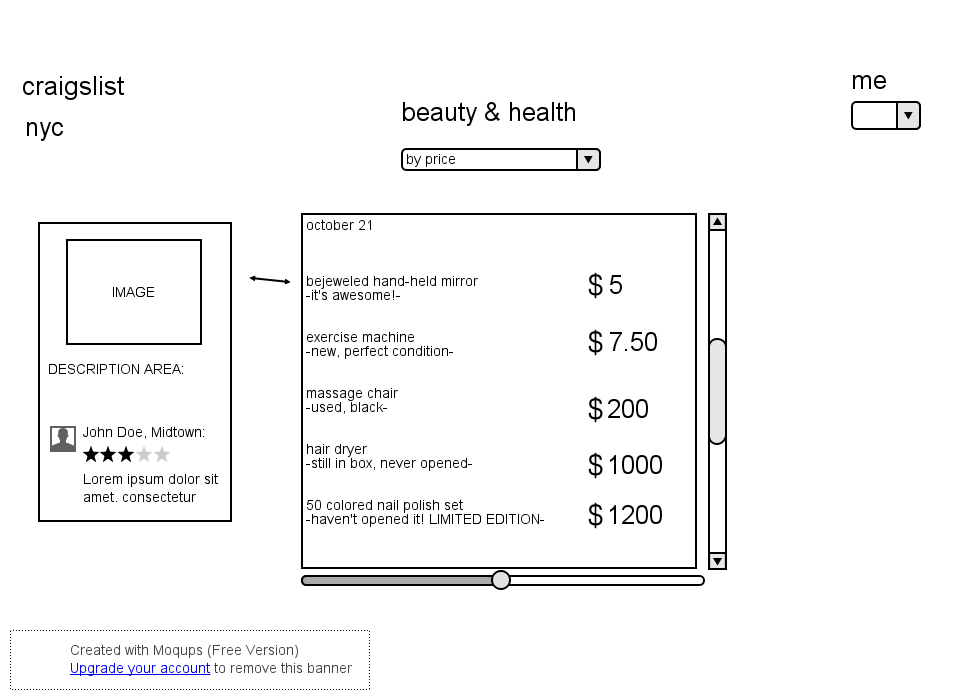 craigslist
nyc
beauty & health
me
by price
IMAGE
DESCRIPTION AREA:
John Doe, Midtown:
Lorem ipsum dolor sit
amet. consectetur
october 21
bejeweled hand-held mirror
-it's awesome!-
$ 5
exercise machine
-new, perfect condition-
$ 7.50
massage chair
-used, black-
$ 200
hair dryer
-still in box, never opened-
$ 1000
50 colored nail polish set
-haven't opened it! LIMITED EDITION-
$ 1200
Created with Moqups (Free Version)
Upgrade your account to remove this banner